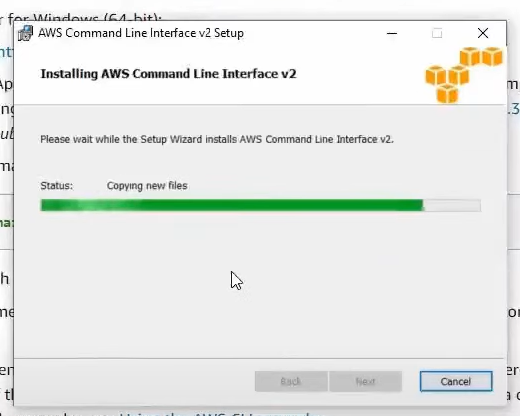 r for Windows (64-bit):
AWS Command Line Interface v2 Setup
Installing AWS Command Line Interface v2
Please wait while the Setup Wizard installs AWS Command Line Interface v2.
Status: Copying new files
Back Next Cancel